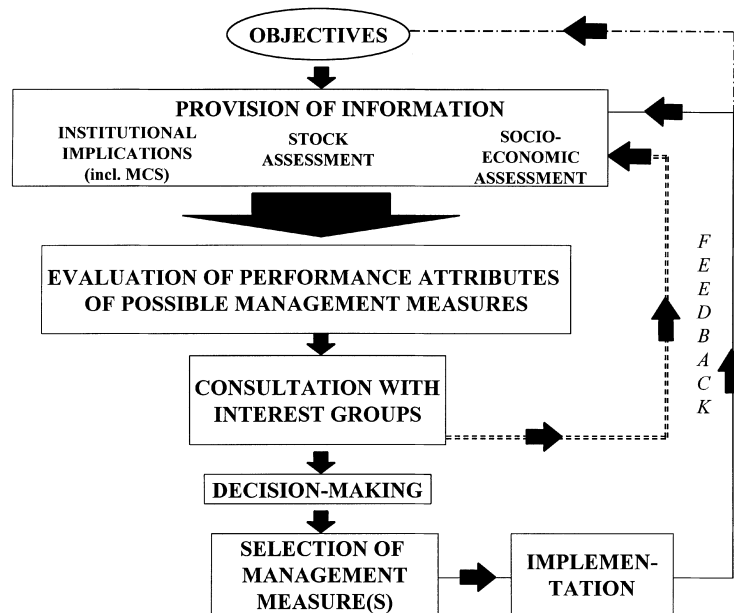 OBJECTIVES
PROVISION OF INFORMATION
INSTITUTIONAL
IMPLICATIONS
(incl. MCS)
STOCK
ASSESSMENT
SOCIO-
ECONOMIC
ASSESSMENT
EVALUATION OF PERFORMANCE ATTRIBUTES
OF POSSIBLE MANAGEMENT MEASURES
CONSULTATION WITH
INTEREST GROUPS
DECISION-MAKING
SELECTION OF
MANAGEMENT
MEASURE(S)
IMPLEMEN-
TATION
FEEDBACK